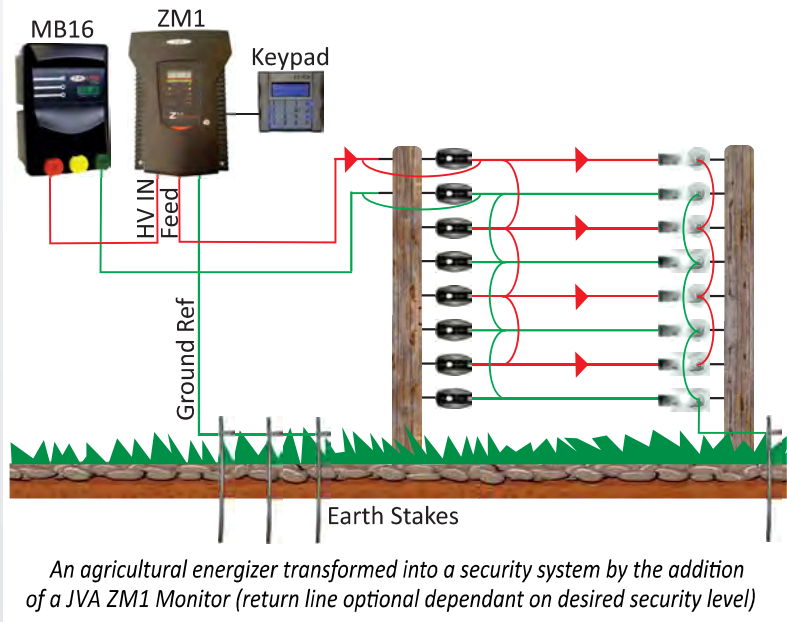 MB16
ZM1
Keypad
HV IN
Feed
Ground Ref
Earth Stakes
An agricultural energizer transformed into a security system by the addition
of a JVA ZM1 Monitor (return line optional dependant on desired security level)